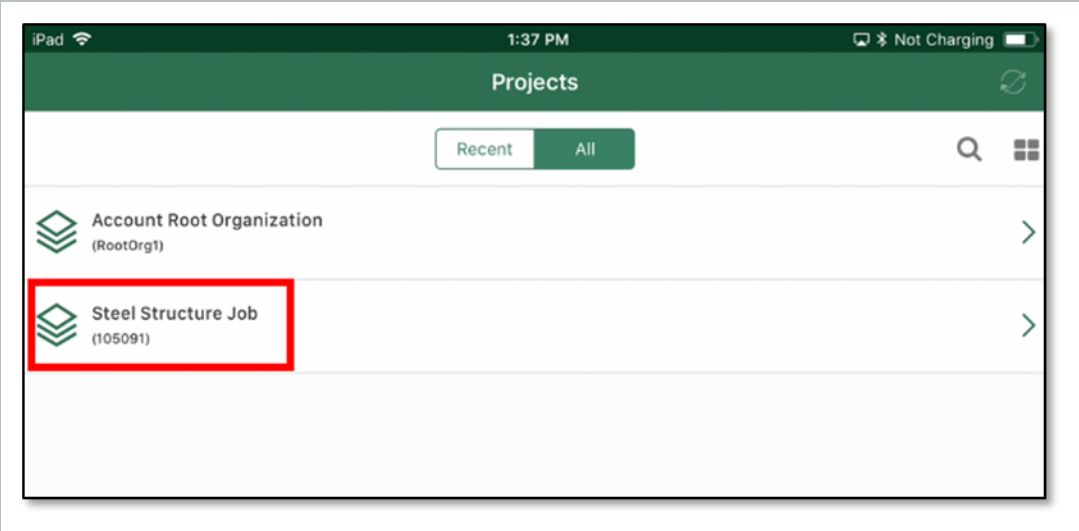 iPad 1:37 PM Not Charging
Projects
Recent All
Account Root Organization
(RootOrg1)
Steel Structure Job
(105091)